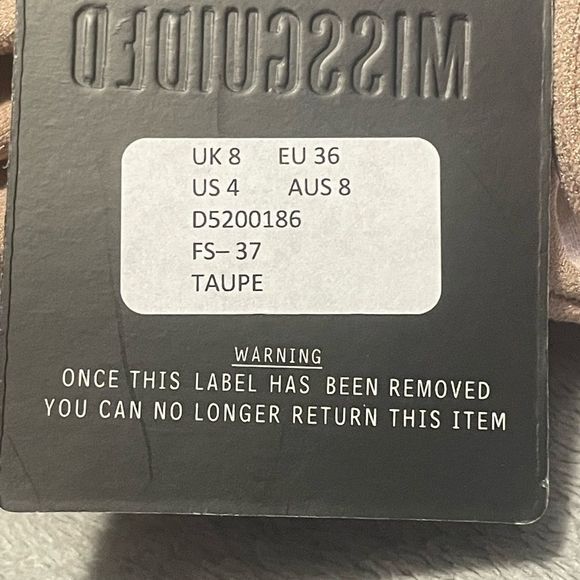 MISSGUIDED
UK 8 EU 36
US 4 AUS 8
D5200186
FS– 37
TAUPE
WARNING
ONCE THIS LABEL HAS BEEN REMOVED
YOU CAN NO LONGER RETURN THIS ITEM